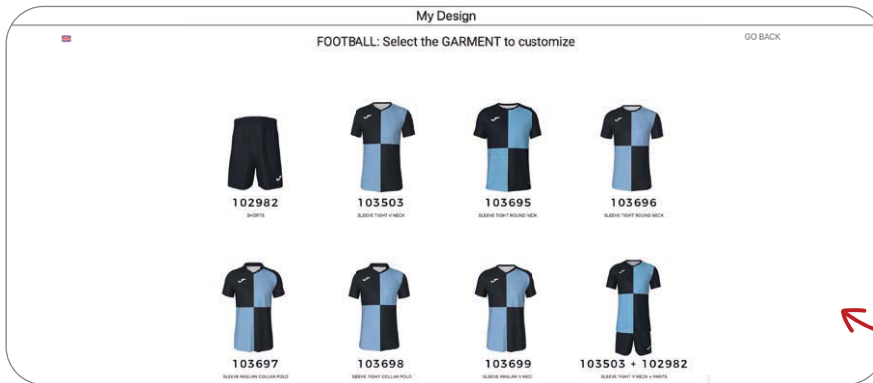 My Design
FOOTBALL: Select the GARMENT to customize
GO BACK
102982
SHORTS
103503
SLEEVE TIGHT V NECK
103695
SLEEVE TIGHT ROUND NECK
103696
SLEEVE TIGHT ROUND NECK
103697
SLEEVE RAGLAN COLLAR POLO
103698
SLEEVE TIGHT COLLAR POLO
103699
SLEEVE RAGLAN V NECK
103503 + 102982
SLEEVE TIGHT V NECK + PANTS